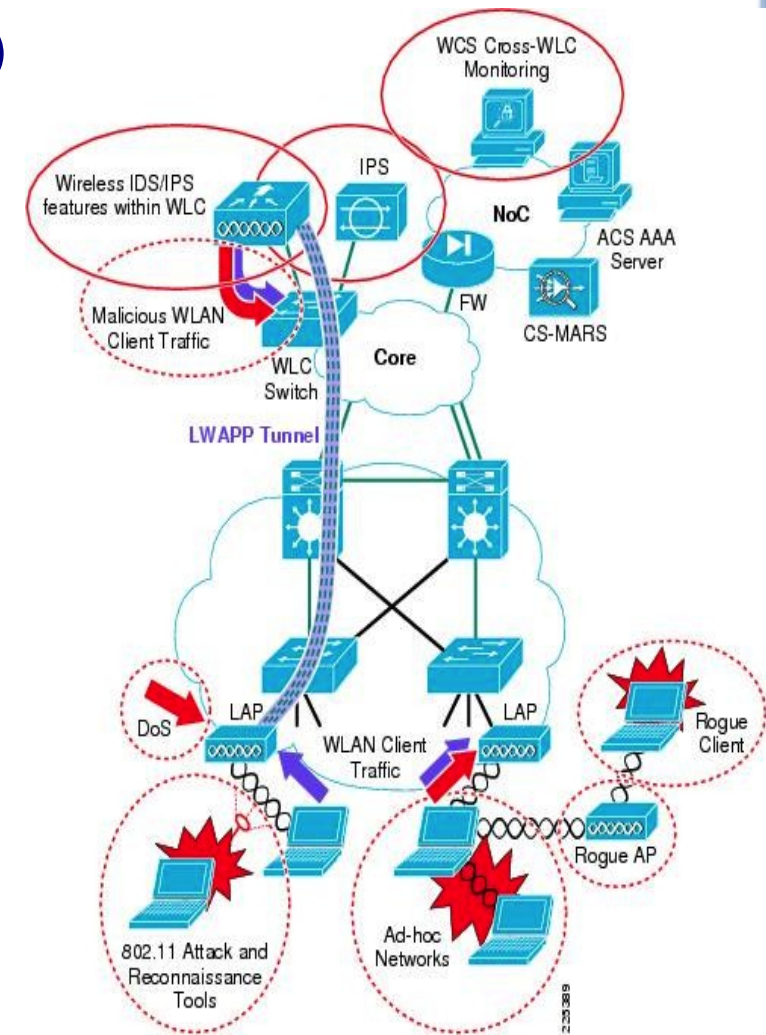 WCS Cross-WLC
Monitoring
Wireless IDS/IPS
features within WLC
IPS
NoC
ACS AAA
Server
FW
CS-MARS
Malicious WLAN
Client Traffic
WLC
Switch
Core
LWAPP Tunnel
DoS
LAP
WLAN Client
Traffic
LAP
Rogue
Client
Rogue AP
802.11 Attack and
Reconnaissance
Tools
Ad-hoc
Networks
225389